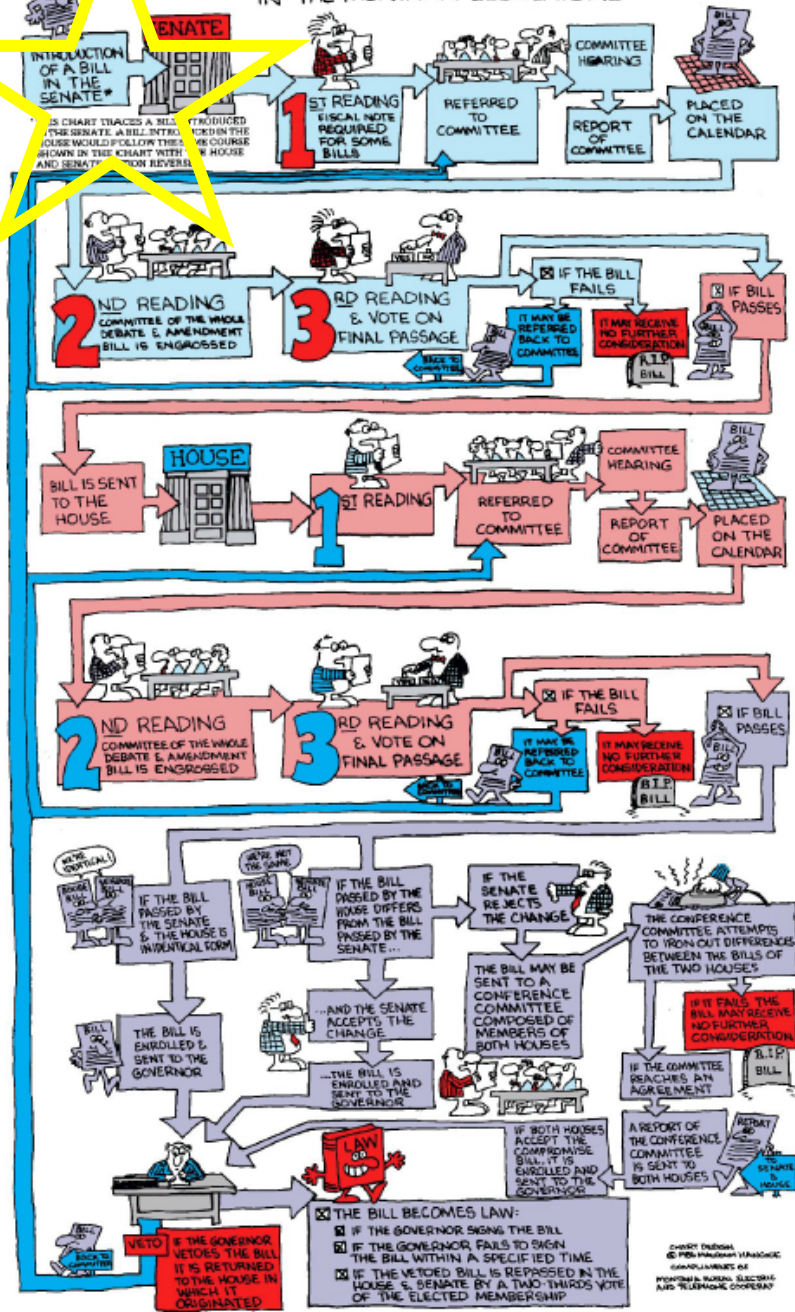 BILL
INTRODUCTION
OF A BILL
IN THE
SENATE*
SENATE
1ST READING
FISCAL NOTE
REQUIRED
FOR SOME
BILLS
REFERRED
TO
COMMITTEE
COMMITTEE
HEARING
REPORT
OF
COMMITTEE
BILL
PLACED
ON THE
CALENDAR
THIS CHART TRACES A BILL INTRODUCED
THE SENATE. A BILL INTRODUCED IN THE
HOUSE WOULD FOLLOW THE SAME COURSE
SHOWN IN THE CHART WITH THE HOUSE
AND SENATE REVERSED
2ND READING
COMMITTEE OF THE WHOLE
DEBATE & AMENDMENT
BILL IS ENGROSSED
3RD READING
& VOTE ON
FINAL PASSAGE
IF THE BILL
FAILS
IT MAY BE
REFERRED
BACK TO
COMMITTEE
BACK TO
COMMITTEE
BILL
IT MAY RECEIVE
NO FURTHER
CONSIDERATION
R.I.P.
BILL
IF BILL
PASSES
BILL
BILL IS SENT
TO THE
HOUSE
HOUSE
1ST READING
REFERRED
TO
COMMITTEE
COMMITTEE
HEARING
REPORT
OF
COMMITTEE
BILL
PLACED
ON THE
CALENDAR
2ND READING
COMMITTEE OF THE WHOLE
DEBATE & AMENDMENT
BILL IS ENGROSSED
3RD READING
& VOTE ON
FINAL PASSAGE
IF THE BILL
FAILS
IT MAY BE
REFERRED
BACK TO
COMMITTEE
BACK TO
COMMITTEE
BILL
IT MAY RECEIVE
NO FURTHER
CONSIDERATION
R.I.P.
BILL
IF BILL
PASSES
BILL
WE'RE
IDENTICAL!
HOUSE
BILL
SENATE
BILL
IF THE BILL
PASSED BY
THE SENATE
& THE HOUSE IS
IN IDENTICAL FORM
THE BILL IS
ENROLLED &
SENT TO THE
GOVERNOR
BILL
WE'RE NOT
THE SAME
HOUSE
BILL
SENATE
BILL
IF THE BILL
PASSED BY THE
HOUSE DIFFERS
FROM THE BILL
PASSED BY THE
SENATE...
...AND THE SENATE
ACCEPTS THE
CHANGE
...THE BILL IS
ENROLLED AND
SENT TO THE
GOVERNOR
IF THE
SENATE
REJECTS
THE CHANGE
THE BILL MAY BE
SENT TO A
CONFERENCE
COMMITTEE
COMPOSED OF
MEMBERS OF
BOTH HOUSES
THE CONFERENCE
COMMITTEE ATTEMPTS
TO IRON OUT DIFFERENCES
BETWEEN THE BILLS OF
THE TWO HOUSES
IF IT FAILS THE
BILL MAY RECEIVE
NO FURTHER
CONSIDERATION
R.I.P.
BILL
IF THE COMMITTEE
REACHES AN
AGREEMENT
A REPORT OF
THE CONFERENCE
COMMITTEE
IS SENT TO
BOTH HOUSES
REPORT
TO
SENATE
&
HOUSE
IF BOTH HOUSES
ACCEPT THE
COMPROMISE
BILL, IT IS
ENROLLED AND
SENT TO THE
GOVERNOR
LAW
THE BILL BECOMES LAW:
IF THE GOVERNOR SIGNS THE BILL
IF THE GOVERNOR FAILS TO SIGN
THE BILL WITHIN A SPECIFIED TIME
IF THE VETOED BILL IS REPASSED IN THE
HOUSE & SENATE BY A TWO-THIRDS VOTE
OF THE ELECTED MEMBERSHIP
VETO
IF THE GOVERNOR
VETOES THE BILL
IT IS RETURNED
TO THE HOUSE IN
WHICH IT
ORIGINATED
BILL
BACK TO
COMMITTEE
CHART DESIGN
COMPLIMENTS OF
MONTANA RURAL ELECTRIC
AND TELEPHONE